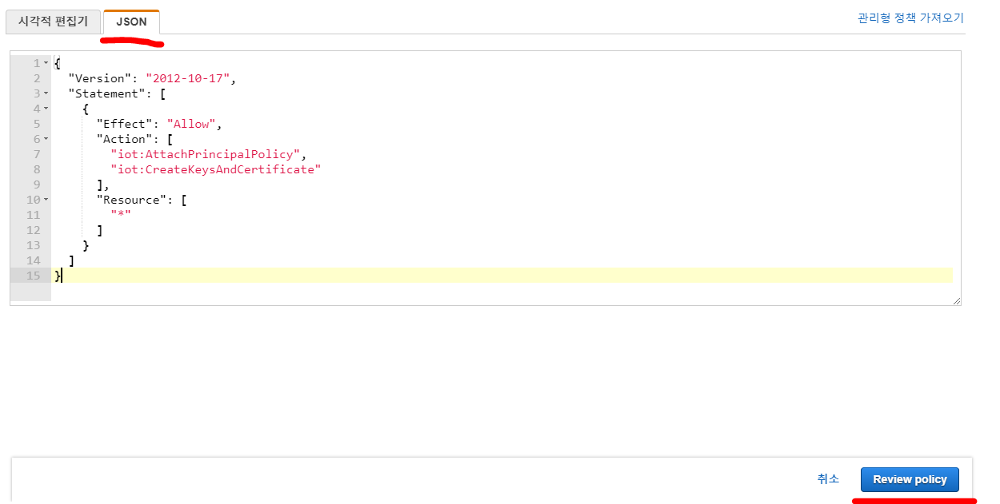 시각적 편집기 JSON 관리형 정책 가져오기
1 {
2 "Version": "2012-10-17",
3 "Statement": [
4 {
5 "Effect": "Allow",
6 "Action": [
7 "iot:AttachPrincipalPolicy",
8 "iot:CreateKeysAndCertificate"
9 ],
10 "Resource": [
11 "*"
12 ]
13 }
14 ]
15 }
취소 Review policy